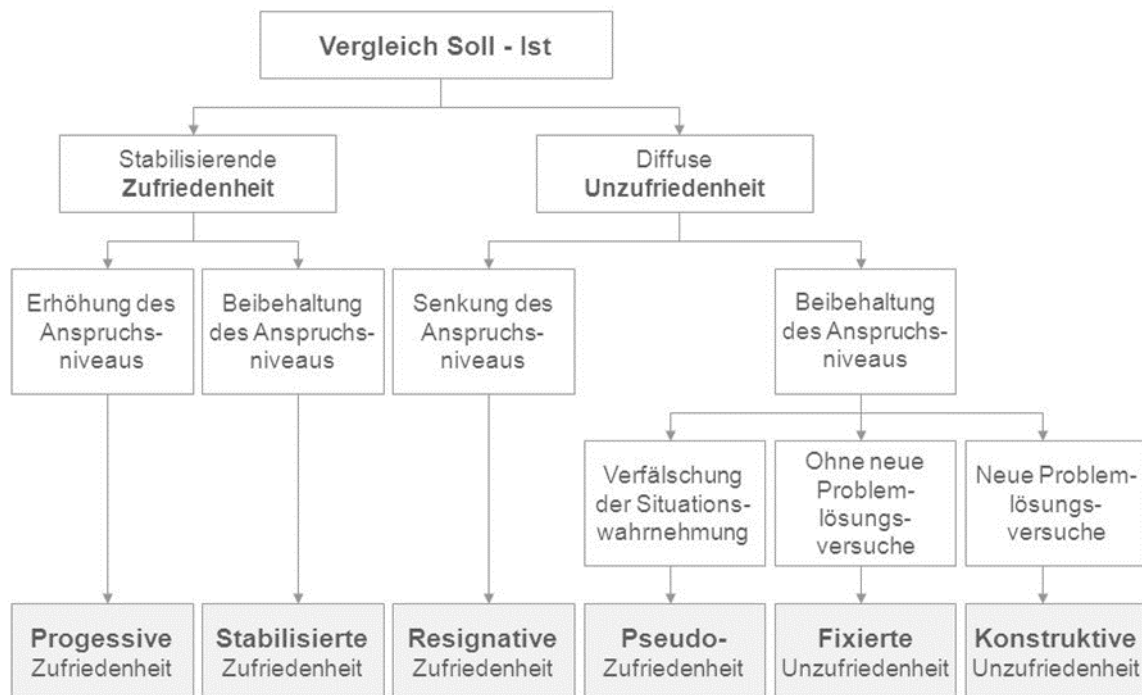 Vergleich Soll - Ist
Stabilisierende
Zufriedenheit
Diffuse
Unzufriedenheit
Erhöhung des
Anspruchs-
niveaus
Beibehaltung
des Anspruchs-
niveaus
Senkung des
Anspruchs-
niveaus
Beibehaltung
des Anspruchs-
niveaus
Verfälschung
der Situations-
wahrnehmung
Ohne neue
Problem-
lösungs-
versuche
Neue Problem-
lösungs-
versuche
Progessive
Zufriedenheit
Stabilisierte
Zufriedenheit
Resignative
Zufriedenheit
Pseudo-
Zufriedenheit
Fixierte
Unzufriedenheit
Konstruktive
Unzufriedenheit